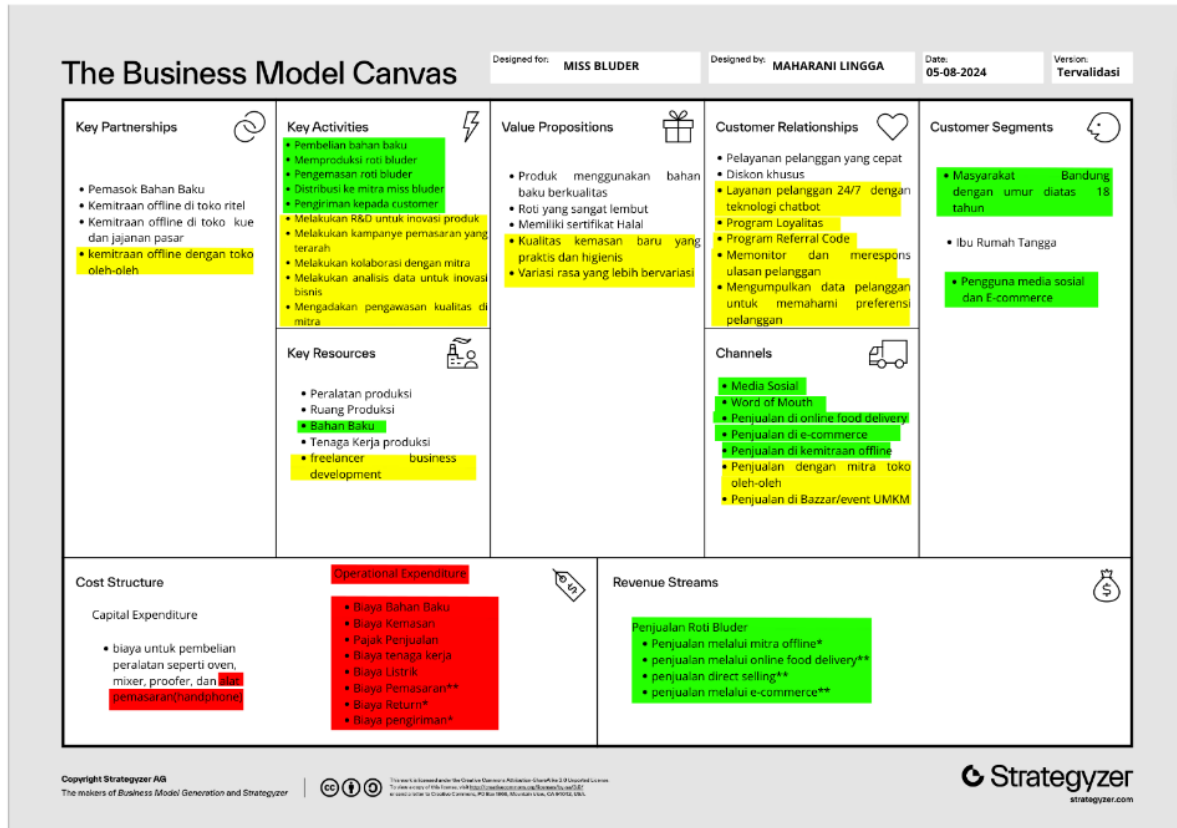 The Business Model Canvas
Designed for:
MISS BLUDER
Designed by:
MAHARANI LINGGA
Date:
05-08-2024
Version:
Tervalidasi
Key Partnerships
• Pemasok Bahan Baku
• Kemitraan offline di toko ritel
• Kemitraan offline di toko kue
dan jajanan pasar
• kemitraan offline dengan toko
oleh-oleh
Key Activities
• Pembelian bahan baku
• Memproduksi roti bluder
• Pengemasan roti bluder
• Distribusi ke mitra miss bluder
• Pengiriman kepada customer
• Melakukan R&D untuk inovasi produk
• Melakukan kampanye pemasaran yang
terarah
• Melakukan kolaborasi dengan mitra
• Melakukan analisis data untuk inovasi
bisnis
• Mengadakan pengawasan kualitas di
mitra
Key Resources
• Peralatan produksi
• Ruang Produksi
• Bahan Baku
• Tenaga Kerja produksi
• freelancer business
development
Value Propositions
• Produk menggunakan bahan
baku berkualitas
• Roti yang sangat lembut
• Memiliki sertifikat Halal
• Kualitas kemasan baru yang
praktis dan higienis
• Variasi rasa yang lebih bervariasi
Customer Relationships
• Pelayanan pelanggan yang cepat
• Diskon khusus
• Layanan pelanggan 24/7 dengan
teknologi chatbot
• Program Loyalitas
• Program Referral Code
• Memonitor dan merespons
ulasan pelanggan
• Mengumpulkan data pelanggan
untuk memahami preferensi
pelanggan
Channels
• Media Sosial
• Word of Mouth
• Penjualan di online food delivery
• Penjualan di e-commerce
• Penjualan di kemitraan offline
• Penjualan dengan mitra toko
oleh-oleh
• Penjualan di Bazzar/event UMKM
Customer Segments
• Masyarakat Bandung
dengan umur diatas 18
tahun
• Ibu Rumah Tangga
• Pengguna media sosial
dan E-commerce
Cost Structure
Capital Expenditure
• biaya untuk pembelian
peralatan seperti oven,
mixer, proofer, dan alat
pemasaran(handphone)
Operational Expenditure
• Biaya Bahan Baku
• Biaya Kemasan
• Pajak Penjualan
• Biaya tenaga kerja
• Biaya Listrik
• Biaya Pemasaran**
• Biaya Return*
• Biaya pengiriman*
Revenue Streams
Penjualan Roti Bluder
• Penjualan melalui mitra offline*
• penjualan melalui online food delivery**
• penjualan direct selling**
• penjualan melalui e-commerce**
Copyright Strategyzer AG
The makers of Business Model Generation and Strategyzer
Strategyzer
strategyzer.com